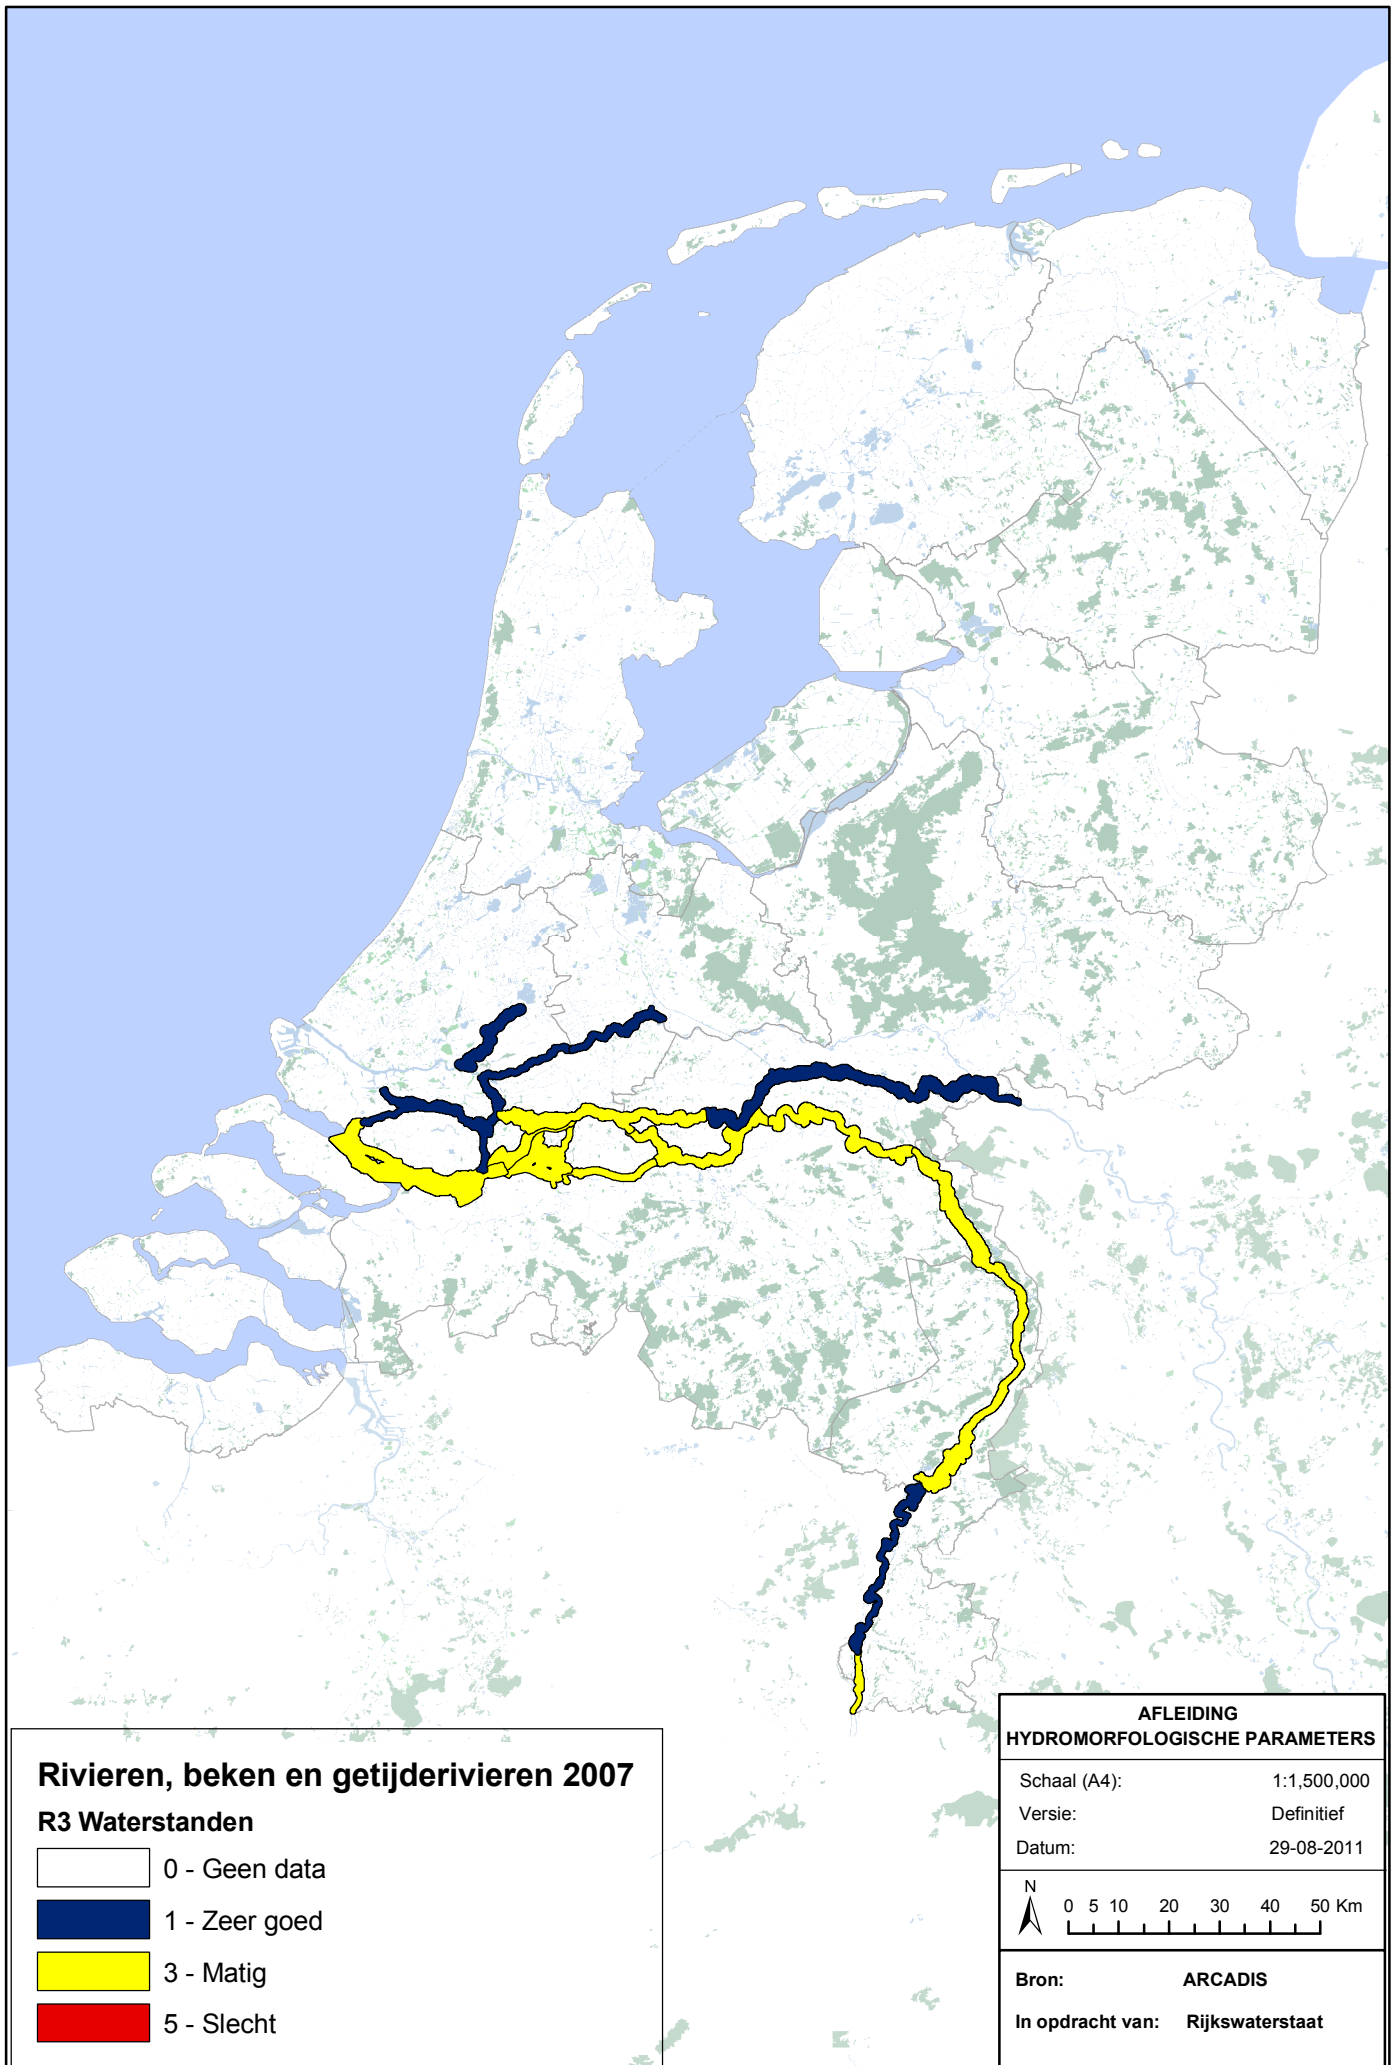 Rivieren, beken en getijderivieren 2007
R3 Waterstanden
0 - Geen data
1 - Zeer goed
3 - Matig
5 - Slecht
AFLEIDING
HYDROMORFOLOGISCHE PARAMETERS
Schaal (A4): 1:1,500,000
Versie: Definitief
Datum: 29-08-2011
N
0 5 10 20 30 40 50 Km
Bron: ARCADIS
In opdracht van: Rijkswaterstaat